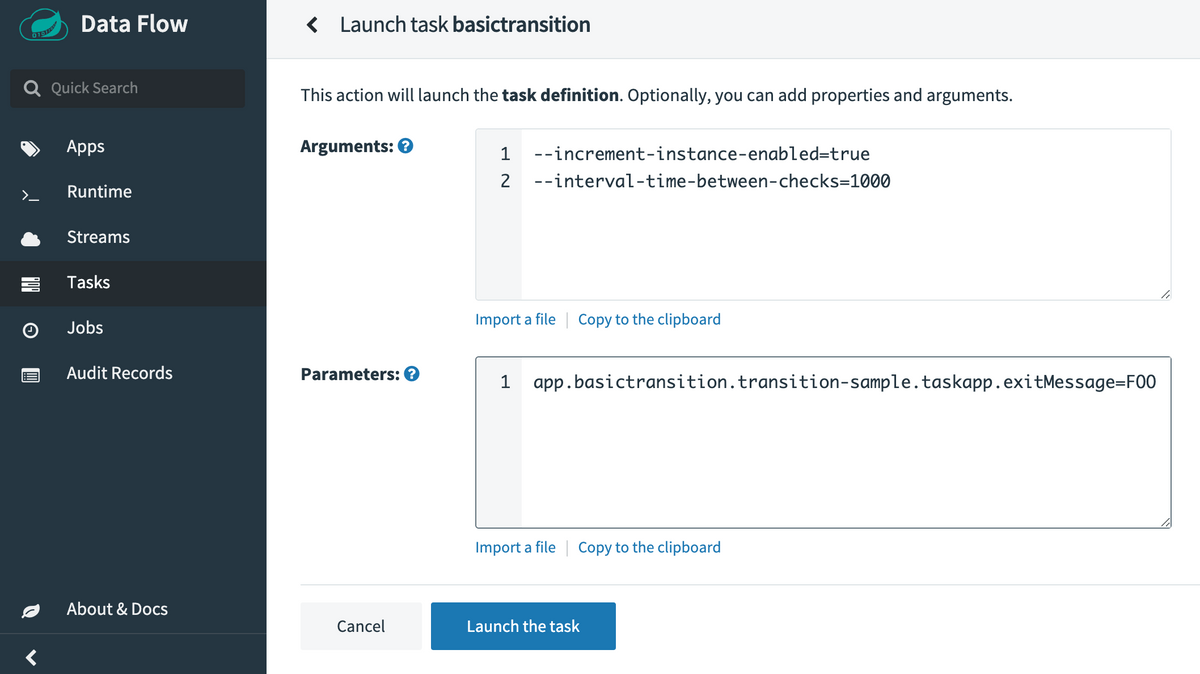 Data Flow
Quick Search
Apps
Runtime
Streams
Tasks
Jobs
Audit Records
About & Docs
Launch task basictransition
This action will launch the task definition. Optionally, you can add properties and arguments.
Arguments: ?
1 --increment-instance-enabled=true
2 --interval-time-between-checks=1000
Import a file | Copy to the clipboard
Parameters: ?
1 app.basictransition.transition-sample.taskapp.exitMessage=FOO
Import a file | Copy to the clipboard
Cancel
Launch the task